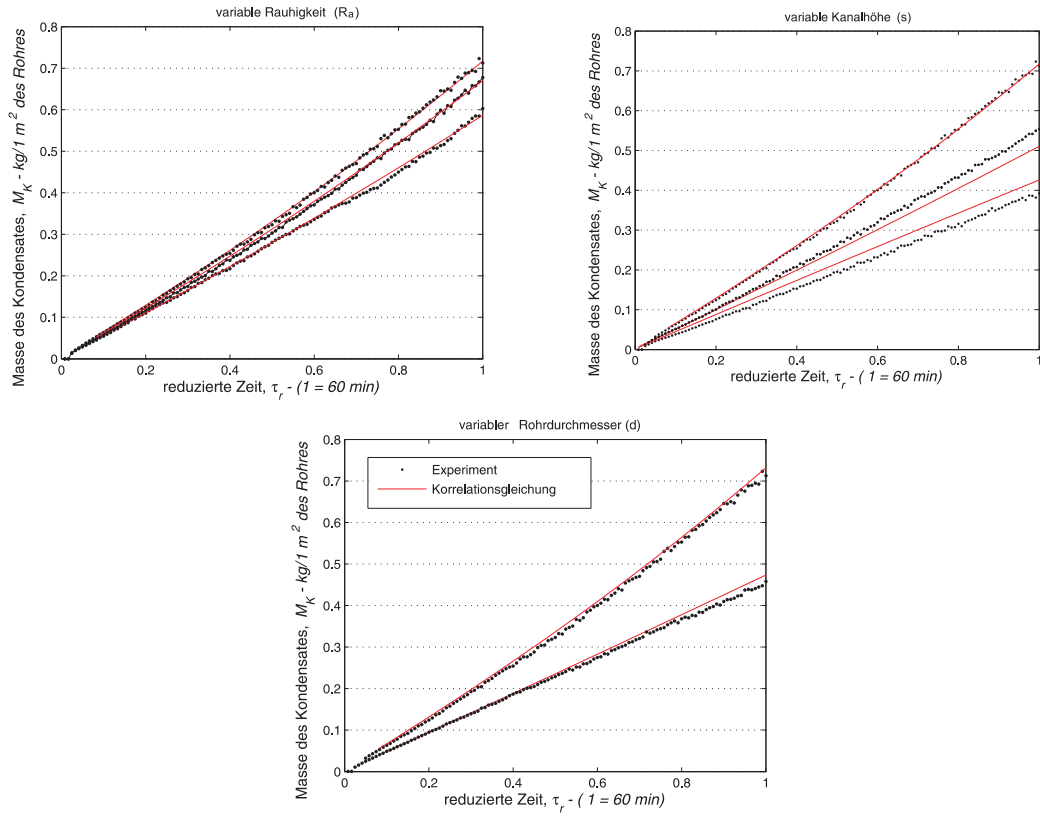 variable Rauhigkeit (Ra)
Masse des Kondensates, M_K - kg/1 m² des Rohres
0.8
0.7
0.6
0.5
0.4
0.3
0.2
0.1
0
0 0.2 0.4 0.6 0.8 1
reduzierte Zeit, τ_r - (1 = 60 min)
variable Kanalhöhe (s)
Masse des Kondensates, M_K - kg/1 m² des Rohres
0.8
0.7
0.6
0.5
0.4
0.3
0.2
0.1
0
0 0.2 0.4 0.6 0.8 1
reduzierte Zeit, τ_r - ( 1 = 60 min)
variabler Rohrdurchmesser (d)
Masse des Kondensates, M_K - kg/1 m² des Rohres
0.8
0.7
0.6
0.5
0.4
0.3
0.2
0.1
0
Experiment
Korrelationsgleichung
0 0.2 0.4 0.6 0.8 1
reduzierte Zeit, τ_r - ( 1 = 60 min)